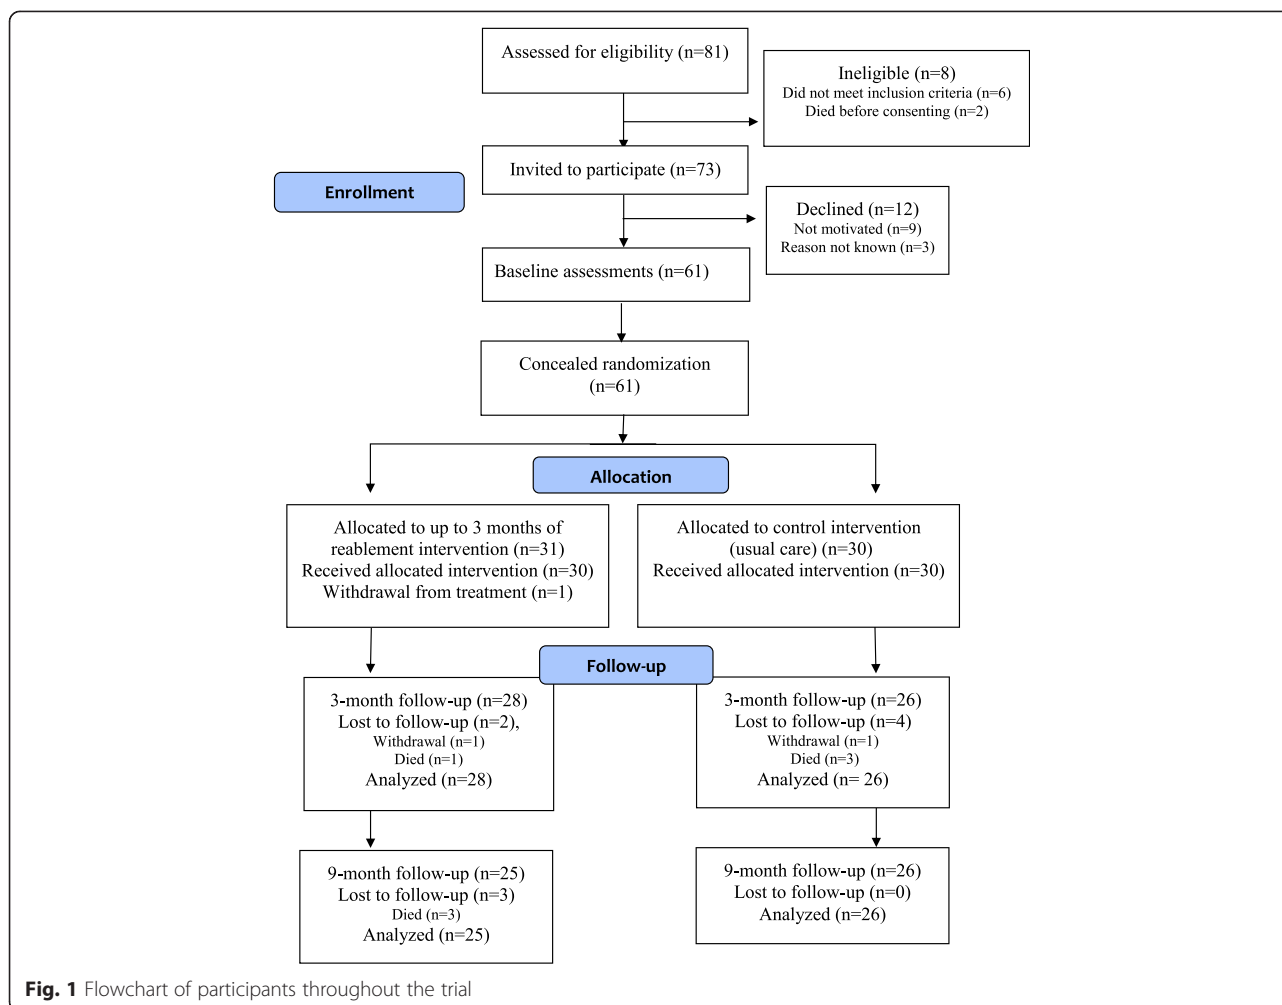 Assessed for eligibility (n=81)
Ineligible (n=8)
Did not meet inclusion criteria (n=6)
Died before consenting (n=2)
Invited to participate (n=73)
Enrollment
Declined (n=12)
Not motivated (n=9)
Reason not known (n=3)
Baseline assessments (n=61)
Concealed randomization
(n=61)
Allocation
Allocated to up to 3 months of
reablement intervention (n=31)
Received allocated intervention (n=30)
Withdrawal from treatment (n=1)
Allocated to control intervention
(usual care) (n=30)
Received allocated intervention (n=30)
Follow-up
3-month follow-up (n=28)
Lost to follow-up (n=2),
Withdrawal (n=1)
Died (n=1)
Analyzed (n=28)
3-month follow-up (n=26)
Lost to follow-up (n=4)
Withdrawal (n=1)
Died (n=3)
Analyzed (n= 26)
9-month follow-up (n=25)
Lost to follow-up (n=3)
Died (n=3)
Analyzed (n=25)
9-month follow-up (n=26)
Lost to follow-up (n=0)
Analyzed (n=26)
Fig. 1 Flowchart of participants throughout the trial